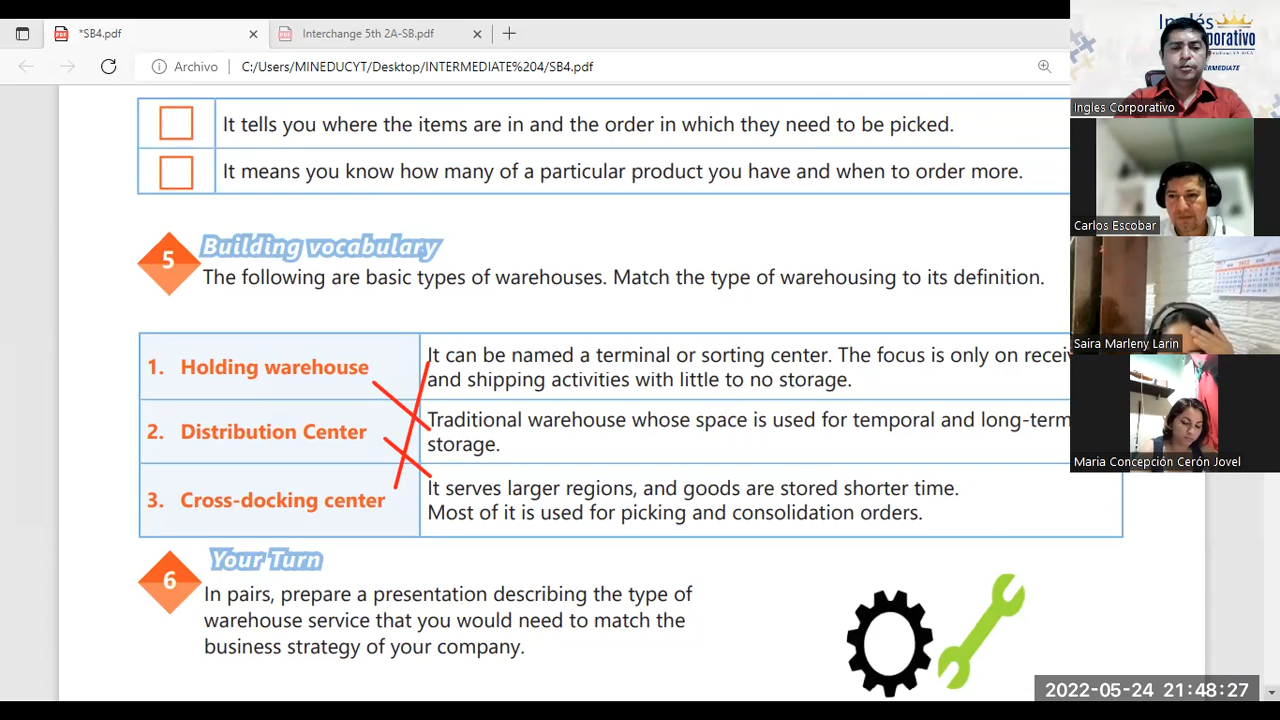 *SB4.pdf
Interchange 5th 2A-SB.pdf
Archivo
C:/Users/MINEDUCYT/Desktop/INTERMEDIATE%204/SB4.pdf
It tells you where the items are in and the order in which they need to be picked.
It means you know how many of a particular product you have and when to order more.
5
Building vocabulary
The following are basic types of warehouses. Match the type of warehousing to its definition.
1. Holding warehouse
It can be named a terminal or sorting center. The focus is only on
and shipping activities with little to no storage.
2. Distribution Center
Traditional warehouse whose space is used for temporal and long-term
storage.
3. Cross-docking center
It serves larger regions, and goods are stored shorter time.
Most of it is used for picking and consolidation orders.
6
Your Turn
In pairs, prepare a presentation describing the type of
warehouse service that you would need to match the
business strategy of your company.
Inglés
Ingles Corporativo
Carlos Escobar
Saira Marleny Larin
Maria Concepción Cerón Jovel
2022-05-24 21:48:27